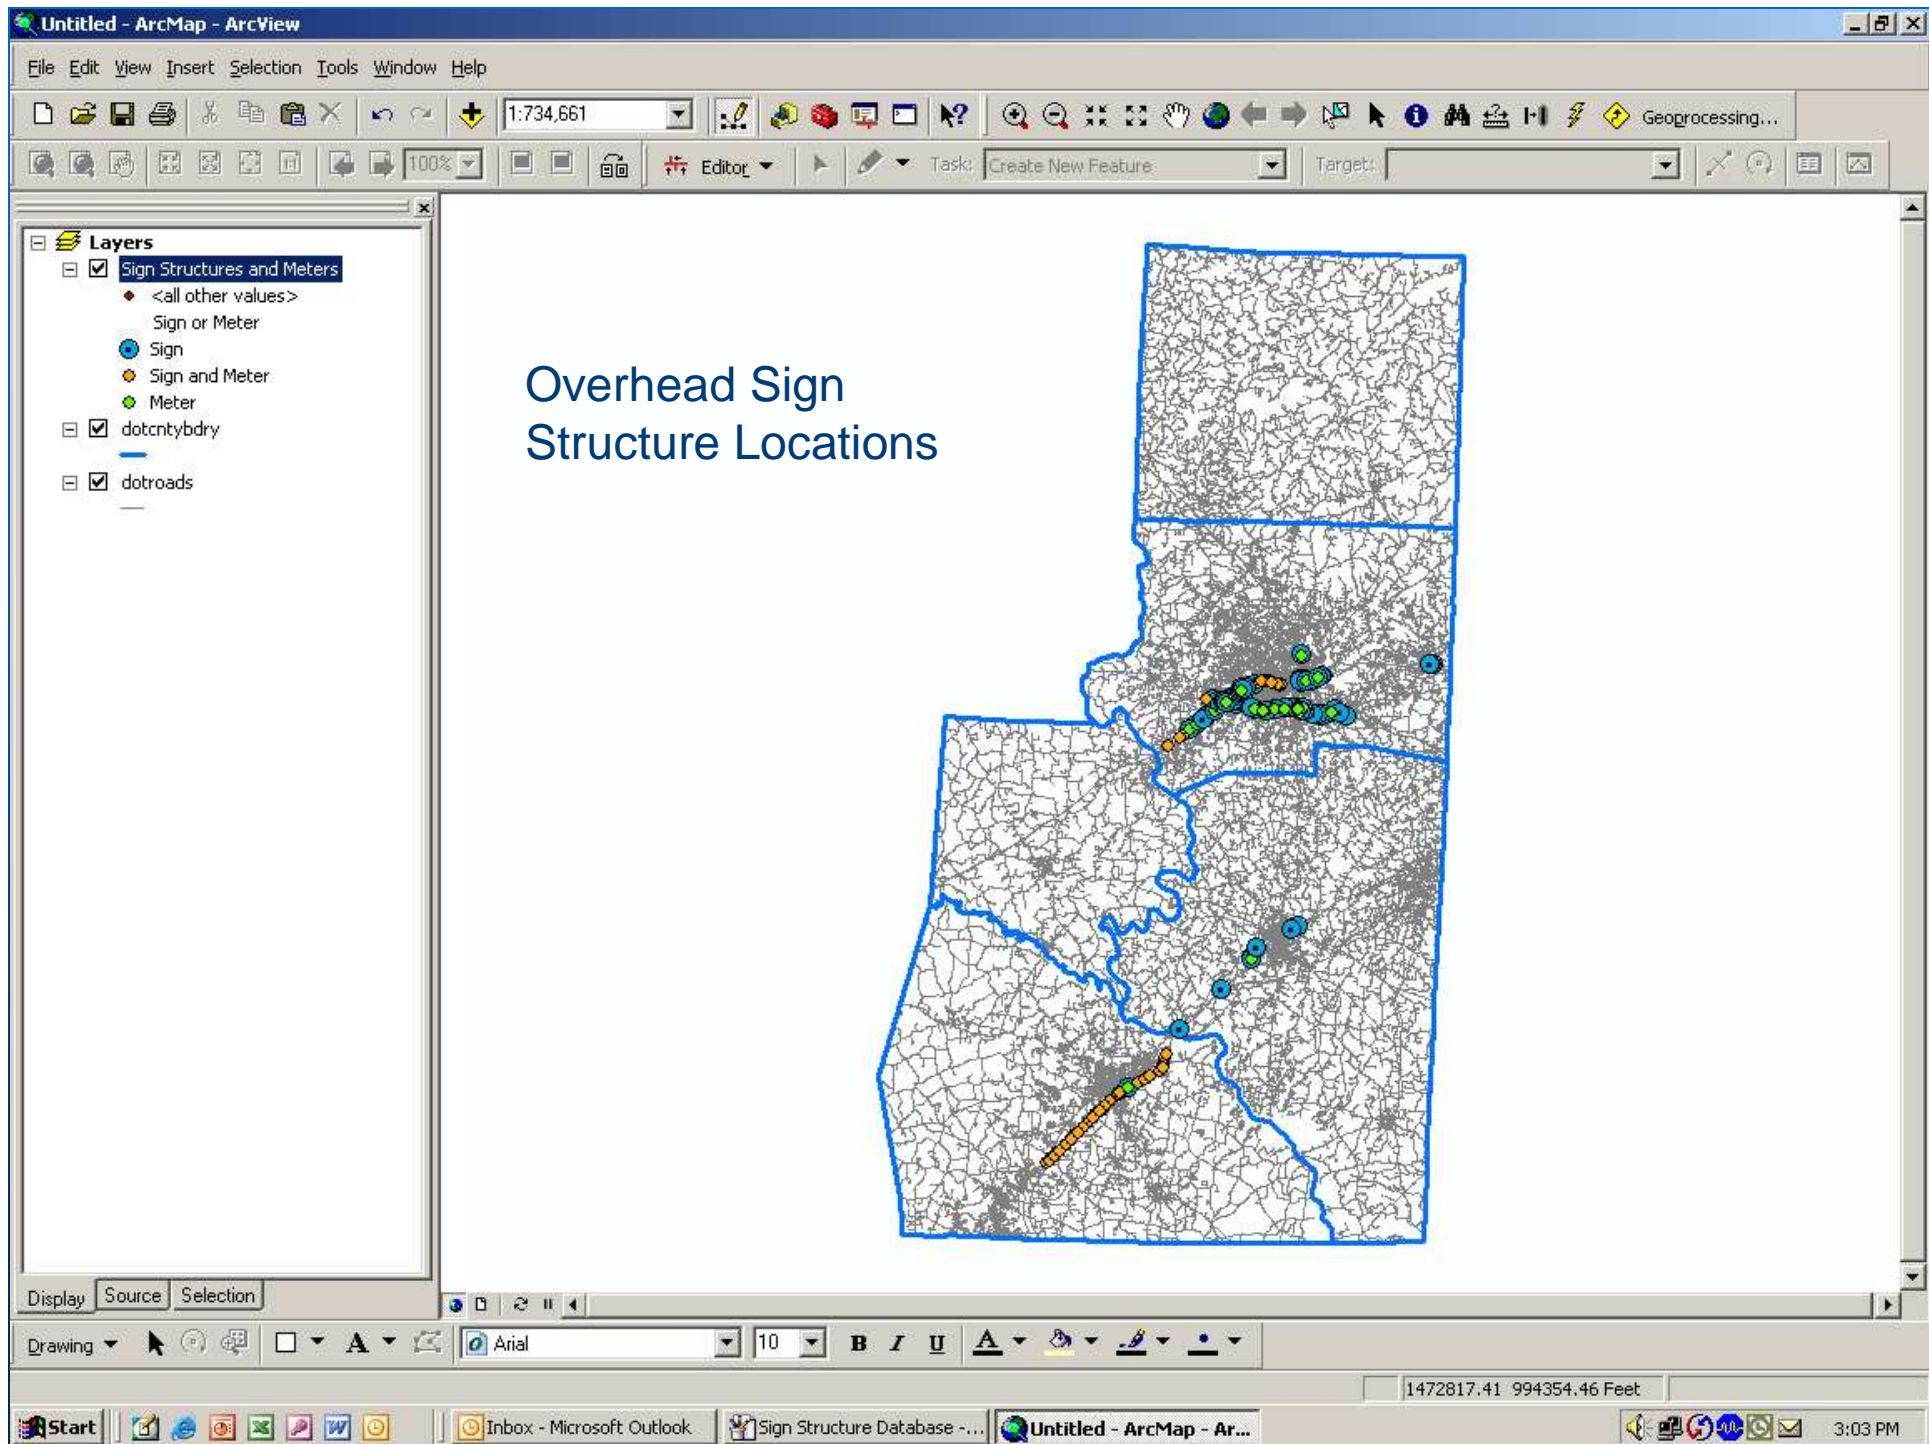 Untitled - ArcMap - ArcView
File Edit View Insert Selection Tools Window Help
1:734,661
Geoprocessing...
100%
Editor
Task:
Create New Feature
Target:
Layers
Sign Structures and Meters
<all other values>
Sign or Meter
Sign
Sign and Meter
Meter
dotcntybdry
dotroads
Overhead Sign
Structure Locations
Display Source Selection
Drawing
A
Arial
10
B I U A
1472817.41 994354.46 Feet
Start
Inbox - Microsoft Outlook
Sign Structure Database -...
Untitled - ArcMap - Ar...
3:03 PM